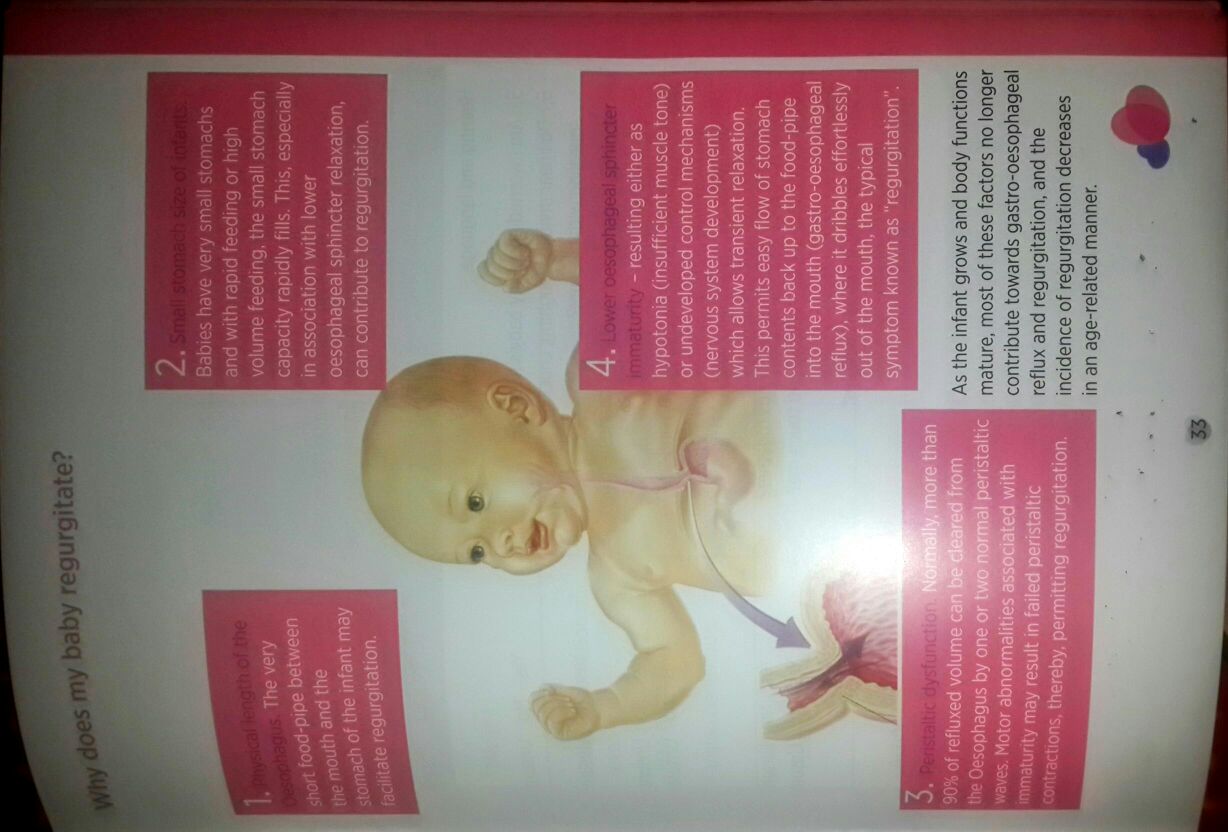 Why does my baby regurgitate?
1. Physical length of the
Oesophagus. The very
short food-pipe between
the mouth and the
stomach of the infant may
facilitate regurgitation.
2. Small stomach size of infants.
Babies have very small stomachs
and with rapid feeding or high
volume feeding, the small stomach
capacity rapidly fills. This, especially
in association with lower
oesophageal sphincter relaxation,
can contribute to regurgitation.
3. Peristaltic dysfunction. Normally, more than
90% of refluxed volume can be cleared from
the Oesophagus by one or two normal peristaltic
waves. Motor abnormalities associated with
immaturity may result in failed peristaltic
contractions, thereby, permitting regurgitation.
4. Lower oesophageal sphincter
immaturity – resulting either as
hypotonia (insufficient muscle tone)
or undeveloped control mechanisms
(nervous system development)
which allows transient relaxation.
This permits easy flow of stomach
contents back up to the food-pipe
into the mouth (gastro-oesophageal
reflux), where it dribbles effortlessly
out of the mouth, the typical
symptom known as "regurgitation".
As the infant grows and body functions
mature, most of these factors no longer
contribute towards gastro-oesophageal
reflux and regurgitation, and the
incidence of regurgitation decreases
in an age-related manner.
33